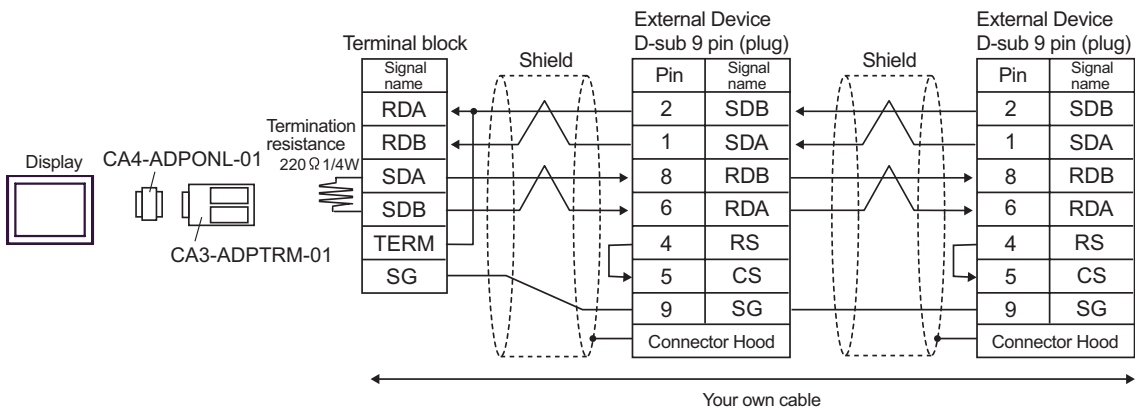 Display
CA4-ADPONL-01
CA3-ADPTRM-01
Termination
resistance
220 Ω 1/4W
Terminal block
Signal
name
RDA
RDB
SDA
SDB
TERM
SG
Shield
External Device
D-sub 9 pin (plug)
Pin Signal
name
2 SDB
1 SDA
8 RDB
6 RDA
4 RS
5 CS
9 SG
Connector Hood
Shield
External Device
D-sub 9 pin (plug)
Pin Signal
name
2 SDB
1 SDA
8 RDB
6 RDA
4 RS
5 CS
9 SG
Connector Hood
Your own cable